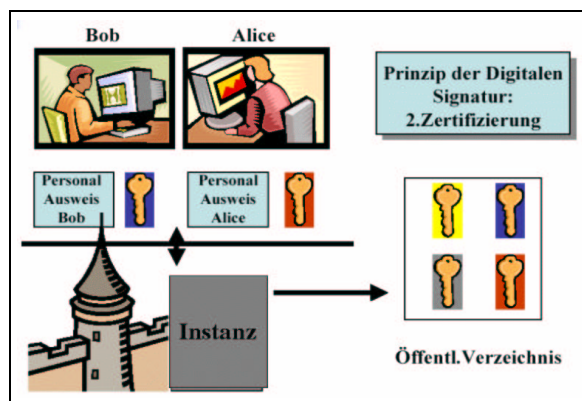 Bob
Alice
Prinzip der Digitalen
Signatur:
2.Zertifizierung
Personal
Ausweis
Bob
Personal
Ausweis
Alice
Instanz
Öffentl.Verzeichnis